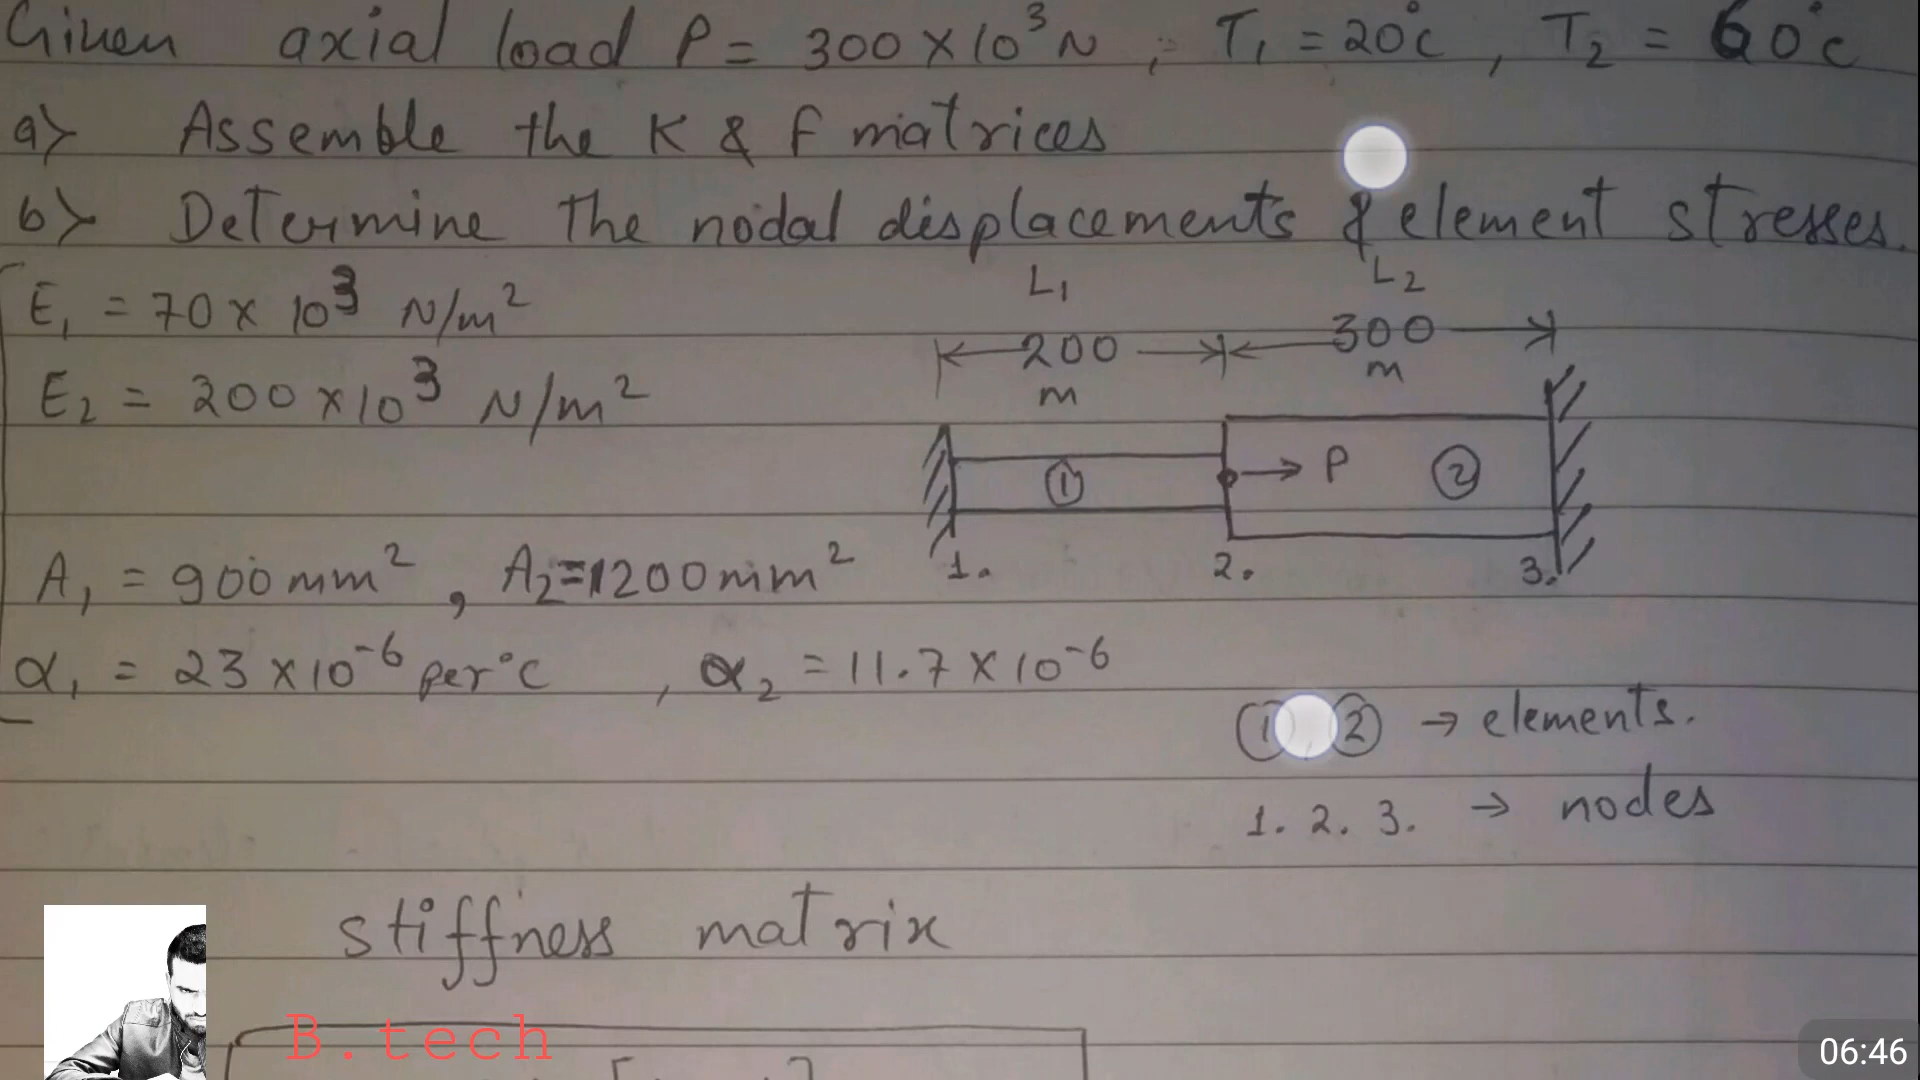 Given axial load P = 300 × 10³ N ; T₁ = 20°C , T₂ = 60°C
a> Assemble the K & F matrices
b> Determine the nodal displacements & element stresses.
E₁ = 70 × 10³ N/m²
E₂ = 200 × 10³ N/m²
L₁ L₂
200 300
m m
① P ②
1. 2. 3.
A₁ = 900 mm² , A₂ = 1200 mm²
α₁ = 23 × 10⁻⁶ per °C , α₂ = 11.7 × 10⁻⁶
① , ② → elements.
1. 2. 3. → nodes
stiffness matrix
B.tech
06:46